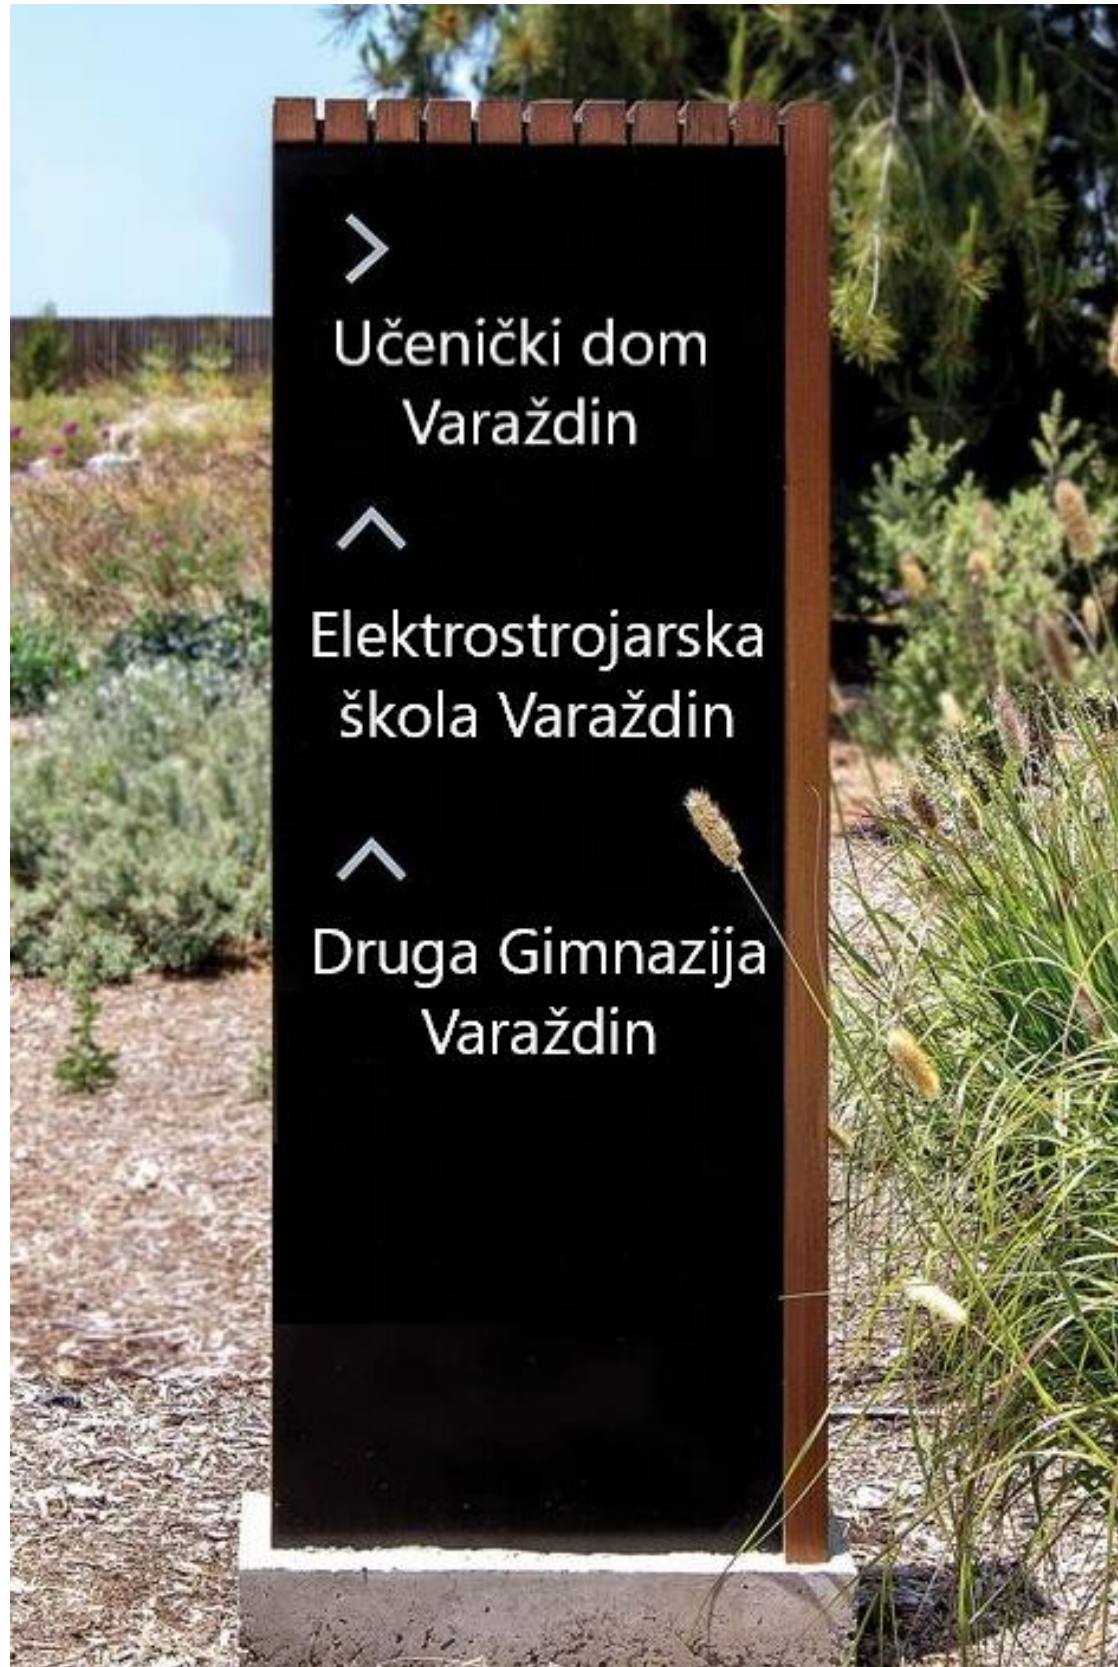 Učenički dom
Varaždin
Elektrostrojarska
škola Varaždin
Druga Gimnazija
Varaždin